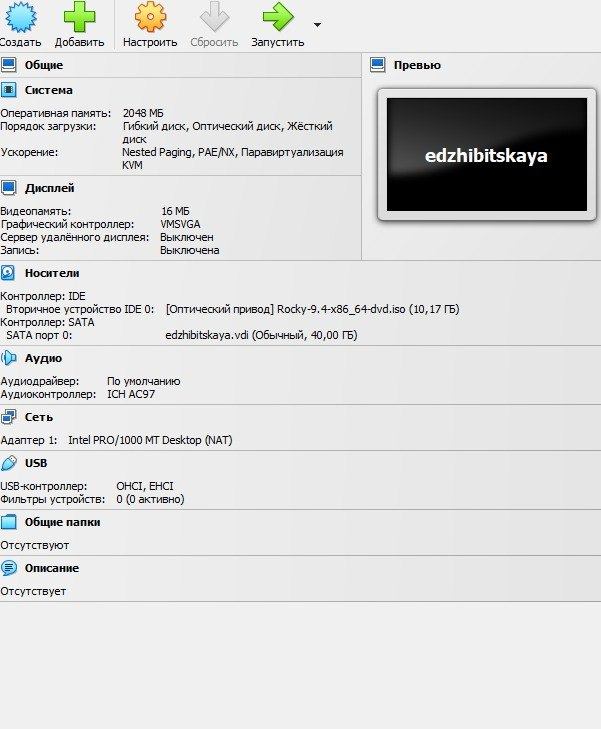 Создать Добавить Настроить Сбросить Запустить
Общие
Система
Оперативная память: 2048 МБ
Порядок загрузки: Гибкий диск, Оптический диск, Жёсткий
диск
Ускорение: Nested Paging, PAE/NX, Паравиртуализация
KVM
Дисплей
Видеопамять: 16 МБ
Графический контроллер: VMSVGA
Сервер удалённого дисплея: Выключен
Запись: Выключена
Превью
edzhibitskaya
Носители
Контроллер: IDE
Вторичное устройство IDE 0: [Оптический привод] Rocky-9.4-x86_64-dvd.iso (10,17 ГБ)
Контроллер: SATA
SATA порт 0: edzhibitskaya.vdi (Обычный, 40,00 ГБ)
Аудио
Аудиодрайвер: По умолчанию
Аудиоконтроллер: ICH AC97
Сеть
Адаптер 1: Intel PRO/1000 MT Desktop (NAT)
USB
USB-контроллер: OHCI, EHCI
Фильтры устройств: 0 (0 активно)
Общие папки
Отсутствуют
Описание
Отсутствует